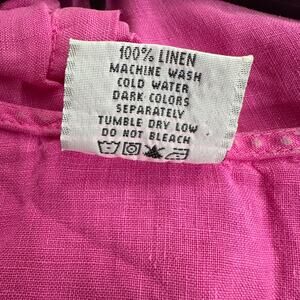 100% LINEN
MACHINE WASH
COLD WATER
DARK COLORS
SEPARATELY
TUMBLE DRY LOW
DO NOT BLEACH